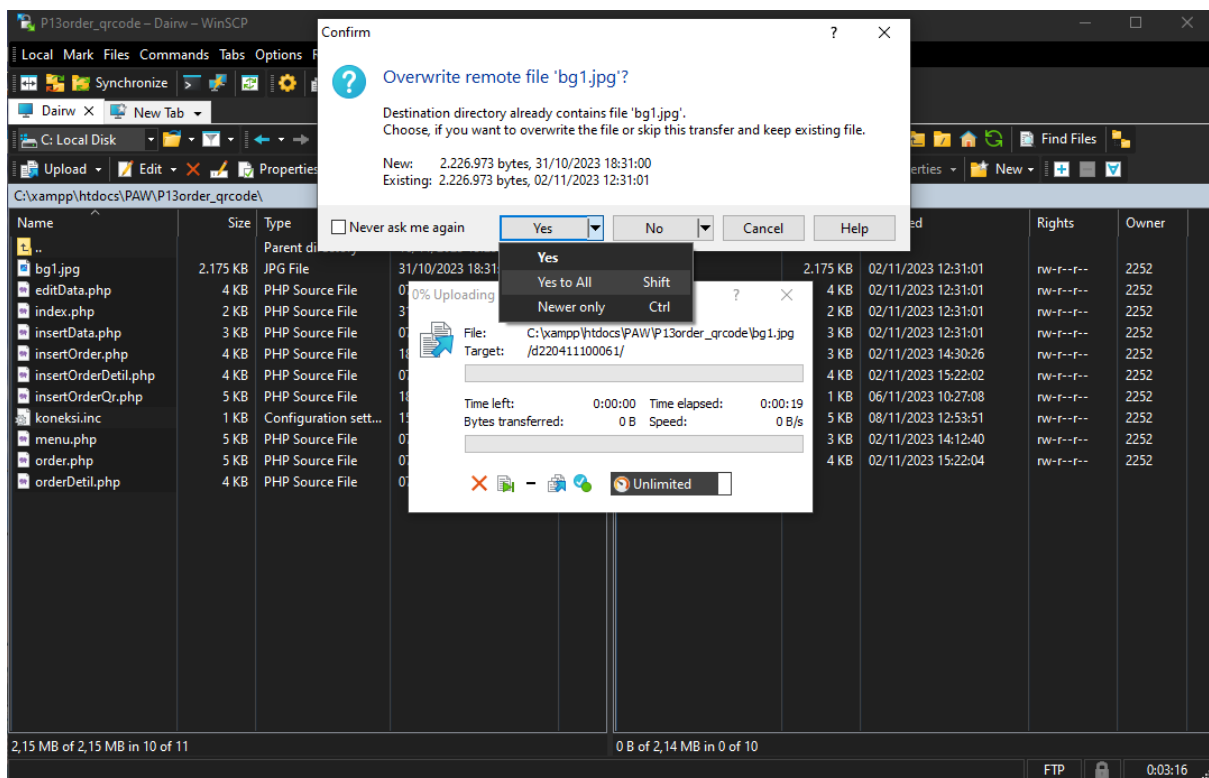 P13order_qrcode – Dairw – WinSCP
Local Mark Files Commands Tabs Options
Synchronize
Dairw New Tab
C: Local Disk Find Files
Upload Edit Properties New
C:\xampp\htdocs\PAW\P13order_qrcode\
Confirm
?
Overwrite remote file 'bg1.jpg'?
Destination directory already contains file 'bg1.jpg'.
Choose, if you want to overwrite the file or skip this transfer and keep existing file.
New: 2.226.973 bytes, 31/10/2023 18:31:00
Existing: 2.226.973 bytes, 02/11/2023 12:31:01
Never ask me again Yes No Cancel Help
Yes
Yes to All Shift
Newer only Ctrl
0% Uploading ?
File: C:\xampp\htdocs\PAW\P13order_qrcode\bg1.jpg
Target: /d220411100061/
Time left: 0:00:00 Time elapsed: 0:00:19
Bytes transferred: 0 B Speed: 0 B/s
Unlimited
Name Size Type
..
bg1.jpg 2.175 KB JPG File 31/10/2023 18:31
editData.php 4 KB PHP Source File
index.php 2 KB PHP Source File
insertData.php 3 KB PHP Source File
insertOrder.php 4 KB PHP Source File
insertOrderDetil.php 4 KB PHP Source File
insertOrderQr.php 5 KB PHP Source File
koneksi.inc 1 KB Configuration sett...
menu.php 5 KB PHP Source File
order.php 5 KB PHP Source File
orderDetil.php 4 KB PHP Source File
Rights Owner
2.175 KB 02/11/2023 12:31:01 rw-r--r-- 2252
4 KB 02/11/2023 12:31:01 rw-r--r-- 2252
2 KB 02/11/2023 12:31:01 rw-r--r-- 2252
3 KB 02/11/2023 12:31:01 rw-r--r-- 2252
3 KB 02/11/2023 14:30:26 rw-r--r-- 2252
4 KB 02/11/2023 15:22:02 rw-r--r-- 2252
1 KB 06/11/2023 10:27:08 rw-r--r-- 2252
5 KB 08/11/2023 12:53:51 rw-r--r-- 2252
3 KB 02/11/2023 14:12:40 rw-r--r-- 2252
4 KB 02/11/2023 15:22:04 rw-r--r-- 2252
2,15 MB of 2,15 MB in 10 of 11
0 B of 2,14 MB in 0 of 10
FTP 0:03:16